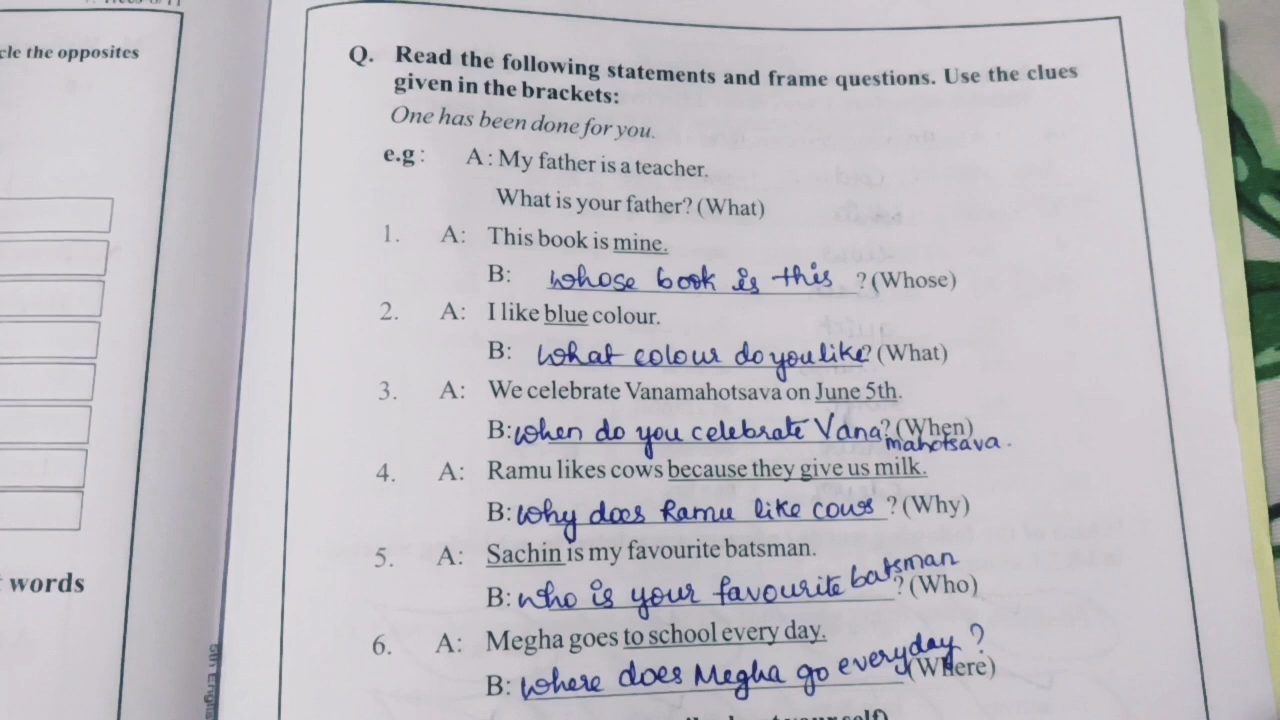 cle the opposites
words
5th Englis
Q. Read the following statements and frame questions. Use the clues
given in the brackets:
One has been done for you.
e.g : A : My father is a teacher.
What is your father? (What)
1. A: This book is mine.
B: whose book is this ? (Whose)
2. A: I like blue colour.
B: what colour do you like? (What)
3. A: We celebrate Vanamahotsava on June 5th.
B: when do you celebrate Vana? (When)
mahotsava.
4. A: Ramu likes cows because they give us milk.
B: why does Ramu like cows ? (Why)
5. A: Sachin is my favourite batsman.
B: who is your favourite batsman ? (Who)
6. A: Megha goes to school every day.
B: where does Megha go everyday ? (Where)